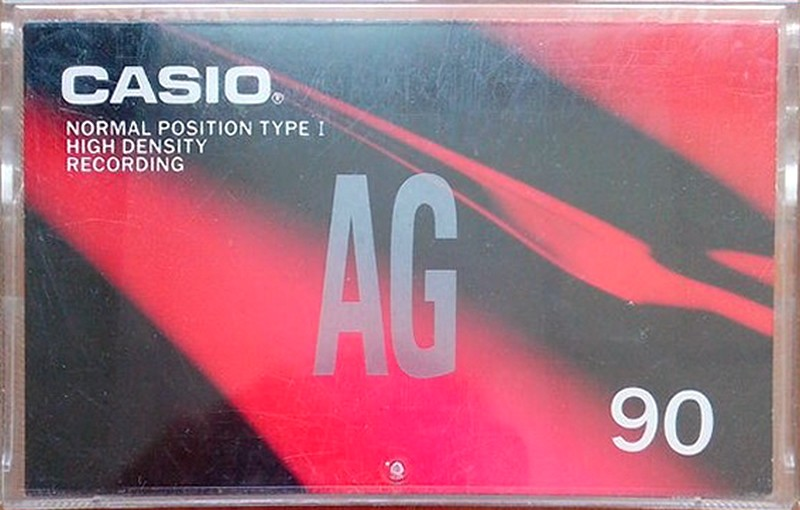 CASIO®
NORMAL POSITION TYPE I
HIGH DENSITY
RECORDING
AG
90